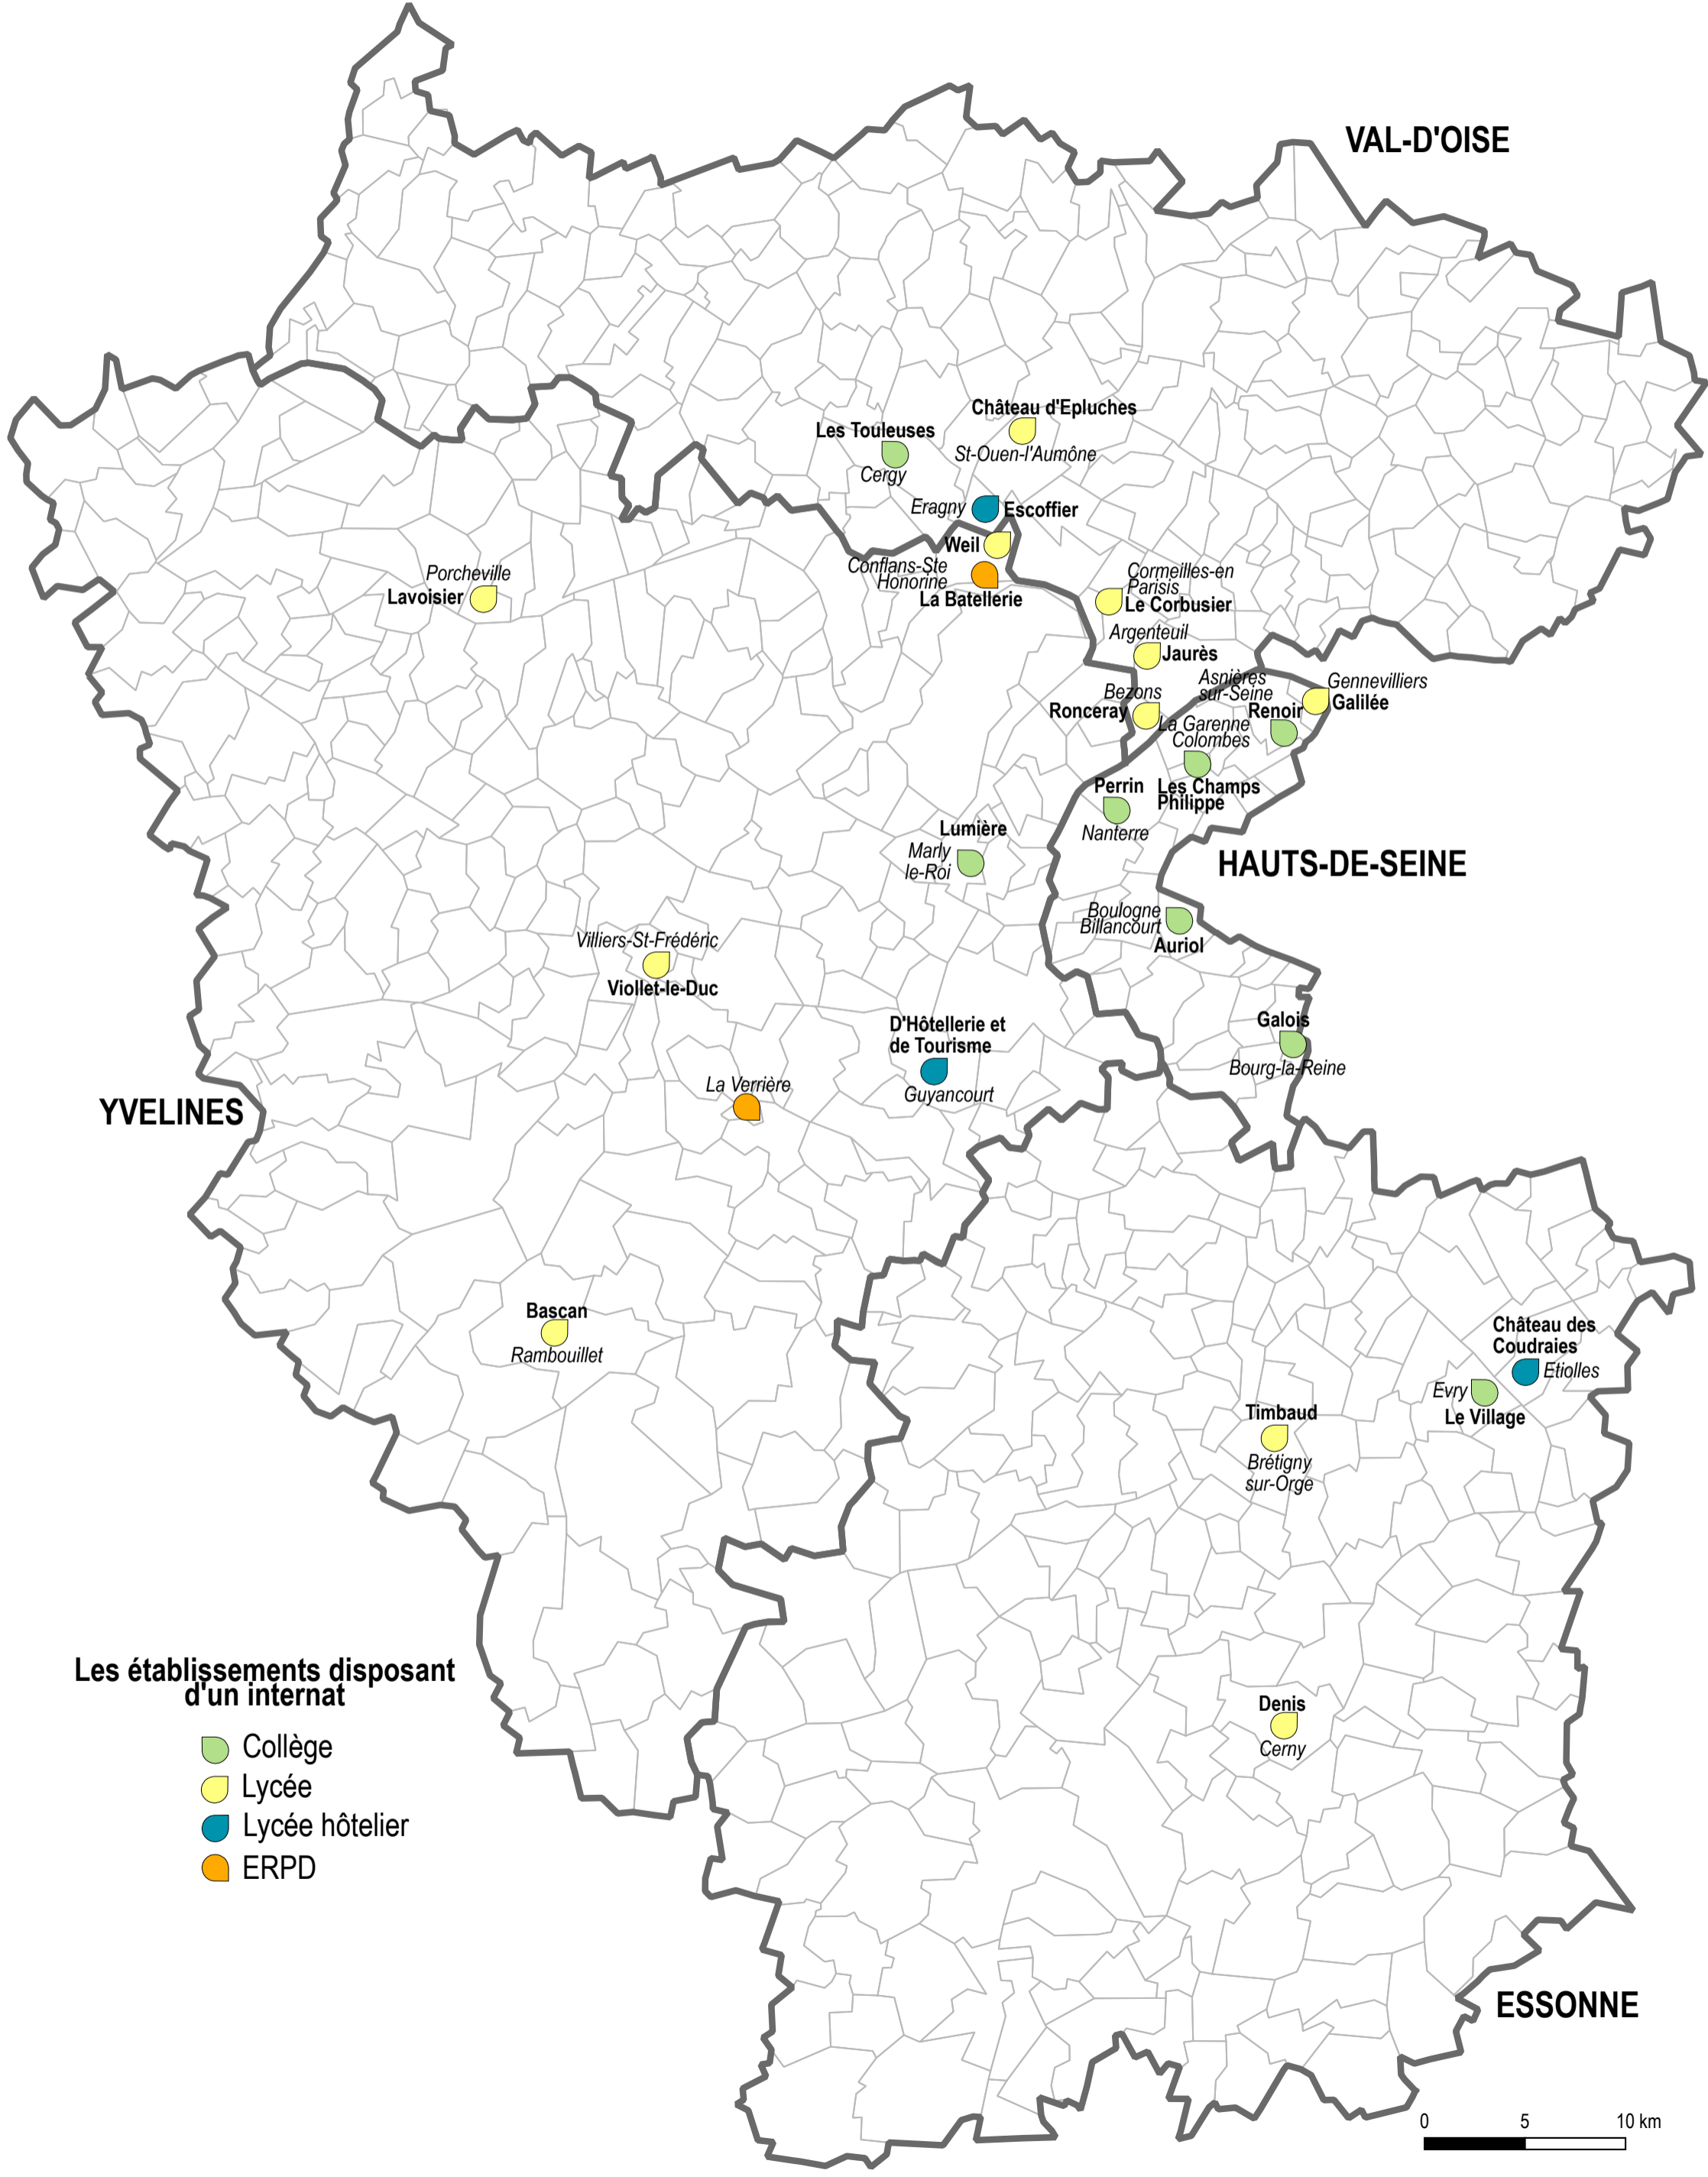 VAL-D'OISE
Château d'Epluches
St-Ouen-l'Aumône
Les Touleuses
Cergy
Eragny
Escoffier
Weil
Conflans-Ste
Honorine
La Batellerie
Porcheville
Lavoisier
Cormeilles-en
Parisis
Le Corbusier
Argenteuil
Jaurès
Bezons
Ronceray
Asnières
sur-Seine
Renoir
Gennevilliers
Galilée
La Garenne
Colombes
Les Champs
Philippe
Perrin
Nanterre
HAUTS-DE-SEINE
Lumière
Marly
le-Roi
Boulogne
Billancourt
Auriol
Villiers-St-Frédéric
Viollet-le-Duc
D'Hôtellerie et
de Tourisme
Guyancourt
Galois
Bourg-la-Reine
La Verrière
YVELINES
Bascan
Rambouillet
Château des
Coudraies
Etiolles
Evry
Le Village
Timbaud
Brétigny
sur-Orge
Denis
Cerny
Les établissements disposant
d'un internat
Collège
Lycée
Lycée hôtelier
ERPD
ESSONNE
0 5 10 km